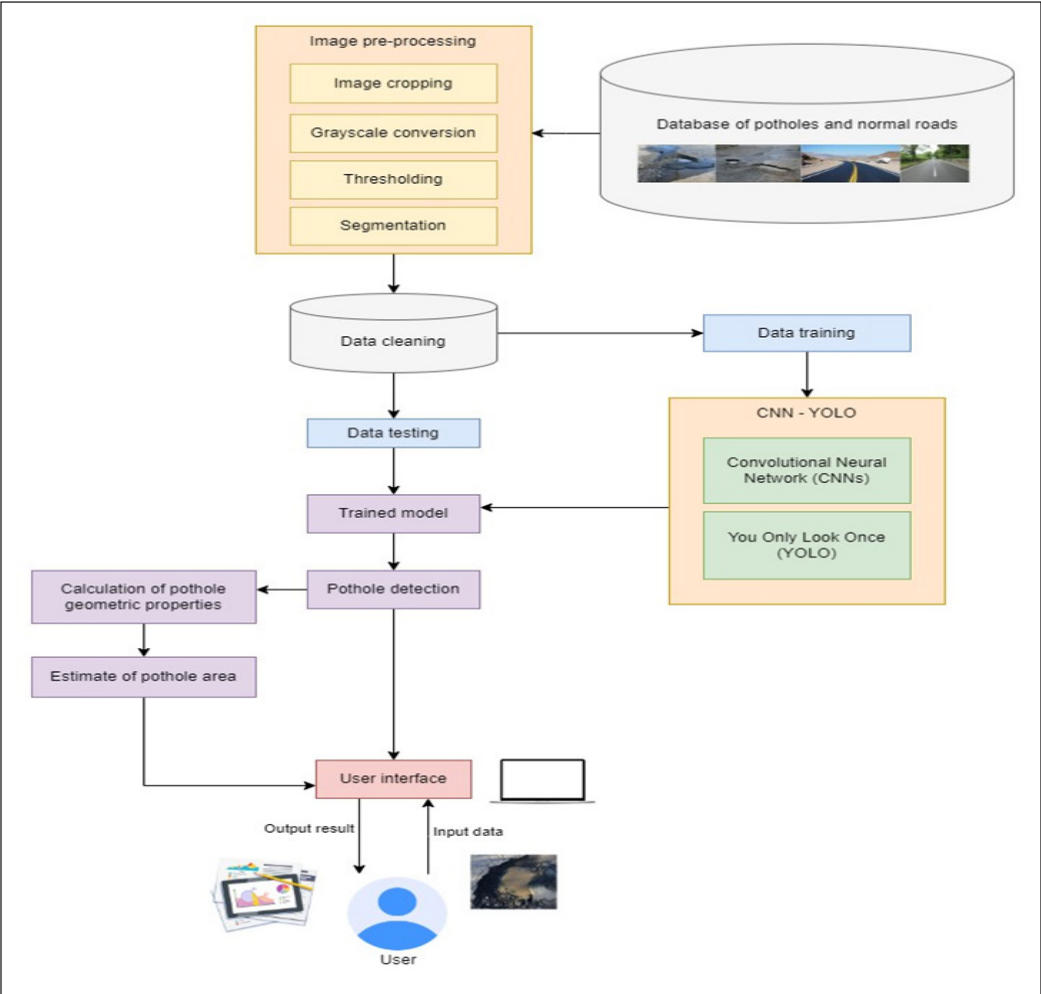 Image pre-processing
Image cropping
Grayscale conversion
Thresholding
Segmentation
Database of potholes and normal roads
Data cleaning
Data training
Data testing
CNN - YOLO
Convolutional Neural
Network (CNNs)
You Only Look Once
(YOLO)
Trained model
Pothole detection
Calculation of pothole
geometric properties
Estimate of pothole area
User interface
Output result
Input data
User